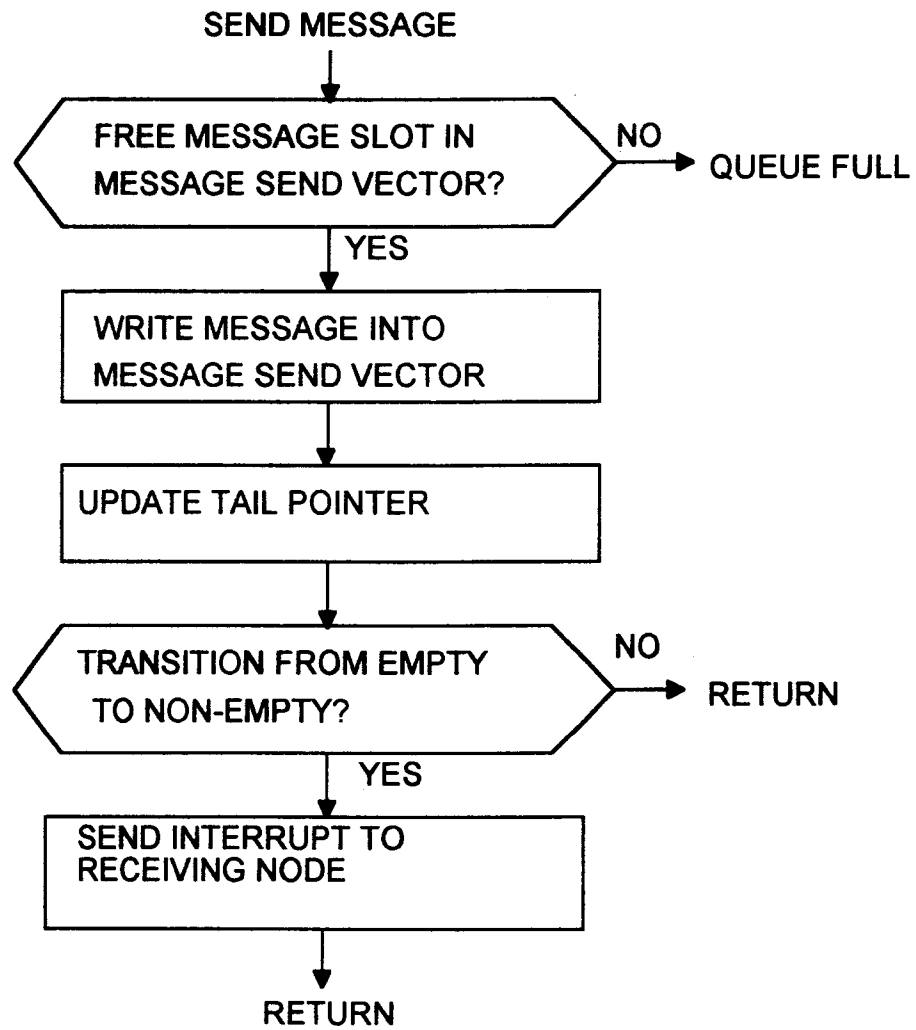 SEND MESSAGE
FREE MESSAGE SLOT IN
MESSAGE SEND VECTOR?
NO
QUEUE FULL
YES
WRITE MESSAGE INTO
MESSAGE SEND VECTOR
UPDATE TAIL POINTER
TRANSITION FROM EMPTY
TO NON-EMPTY?
NO
RETURN
YES
SEND INTERRUPT TO
RECEIVING NODE
RETURN